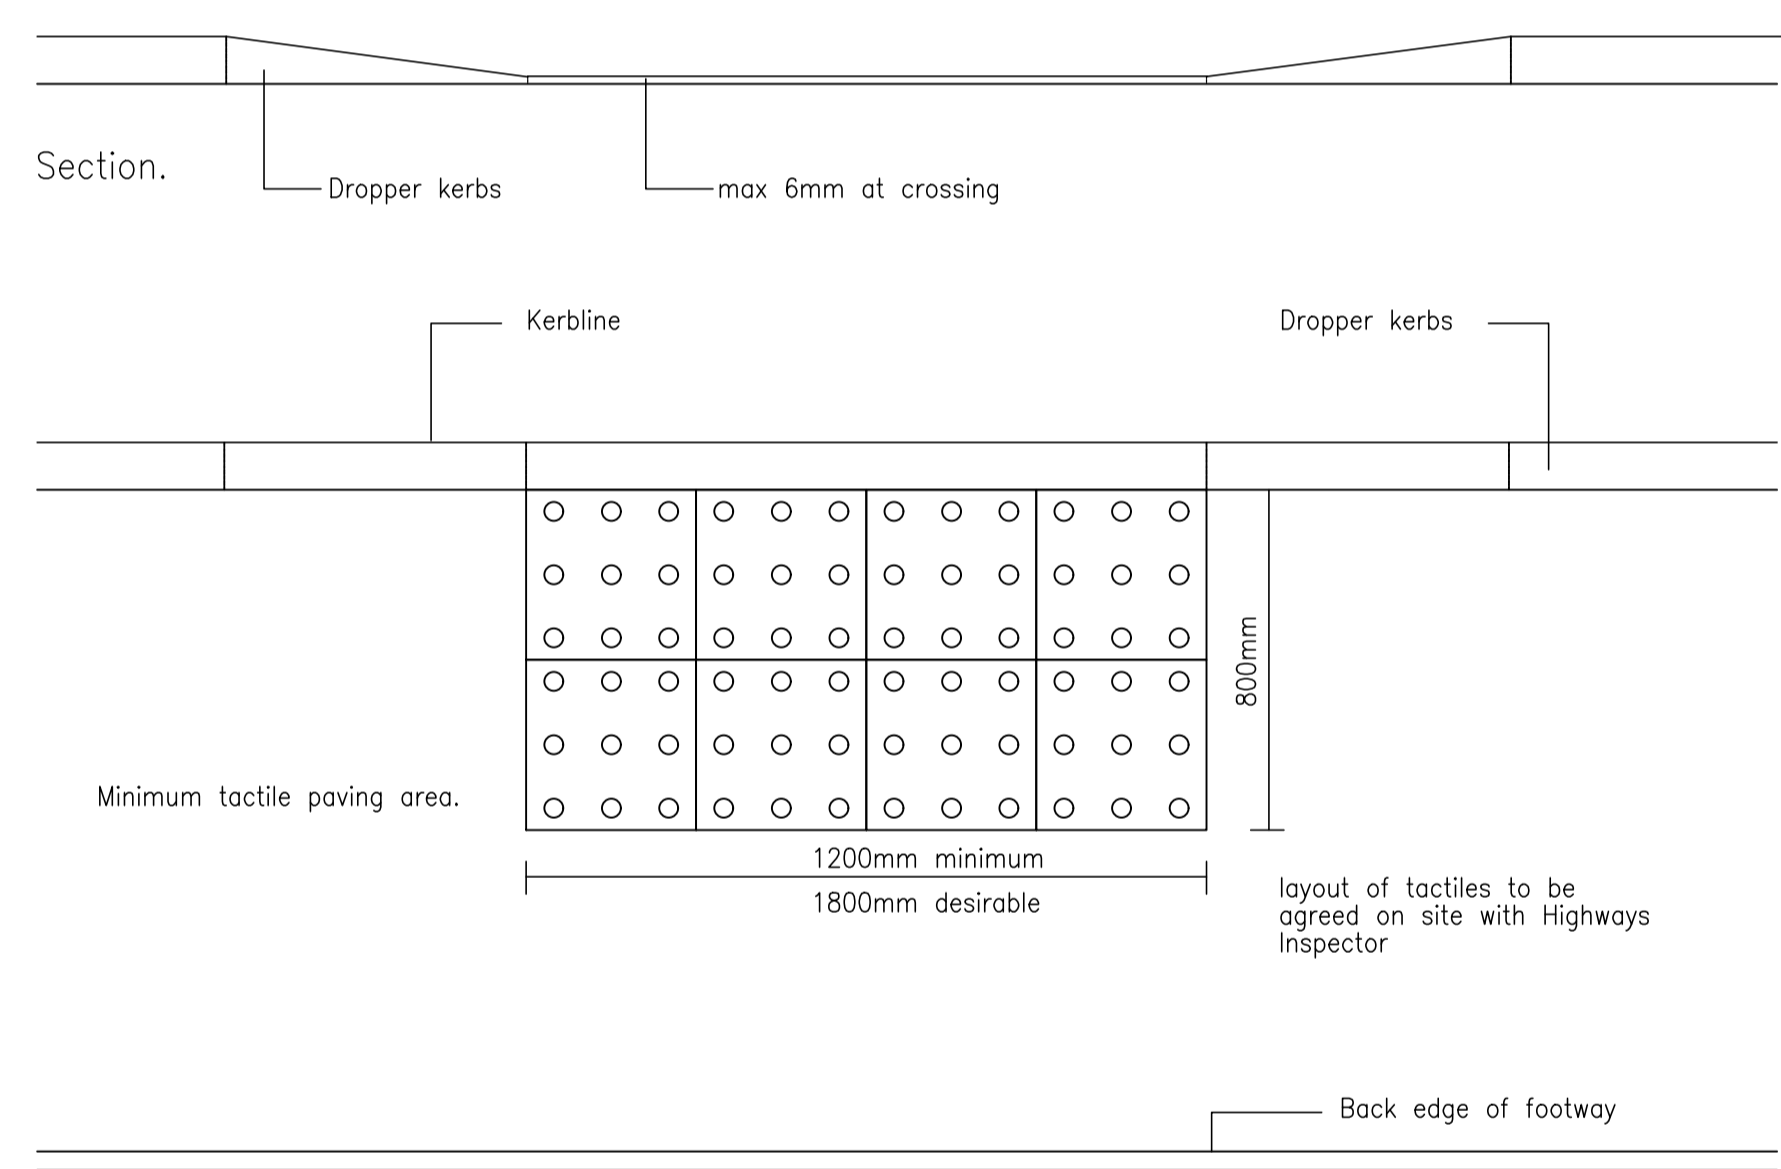 Section.
Dropper kerbs
max 6mm at crossing
Kerbline
Dropper kerbs
800mm
Minimum tactile paving area.
1200mm minimum
1800mm desirable
layout of tactiles to be
agreed on site with Highways
Inspector
Back edge of footway